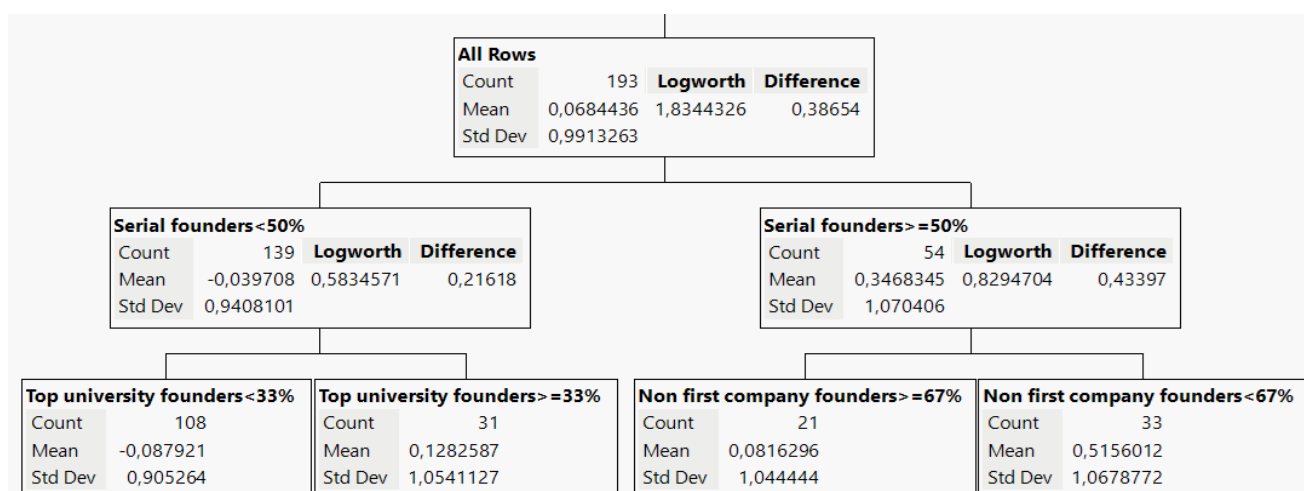 All Rows
Count 193 Logworth Difference
Mean 0,0684436 1,8344326 0,38654
Std Dev 0,9913263
Serial founders<50%
Count 139 Logworth Difference
Mean -0,039708 0,5834571 0,21618
Std Dev 0,9408101
Serial founders>=50%
Count 54 Logworth Difference
Mean 0,3468345 0,8294704 0,43397
Std Dev 1,070406
Top university founders<33%
Count 108
Mean -0,087921
Std Dev 0,905264
Top university founders>=33%
Count 31
Mean 0,1282587
Std Dev 1,0541127
Non first company founders>=67%
Count 21
Mean 0,0816296
Std Dev 1,044444
Non first company founders<67%
Count 33
Mean 0,5156012
Std Dev 1,0678772